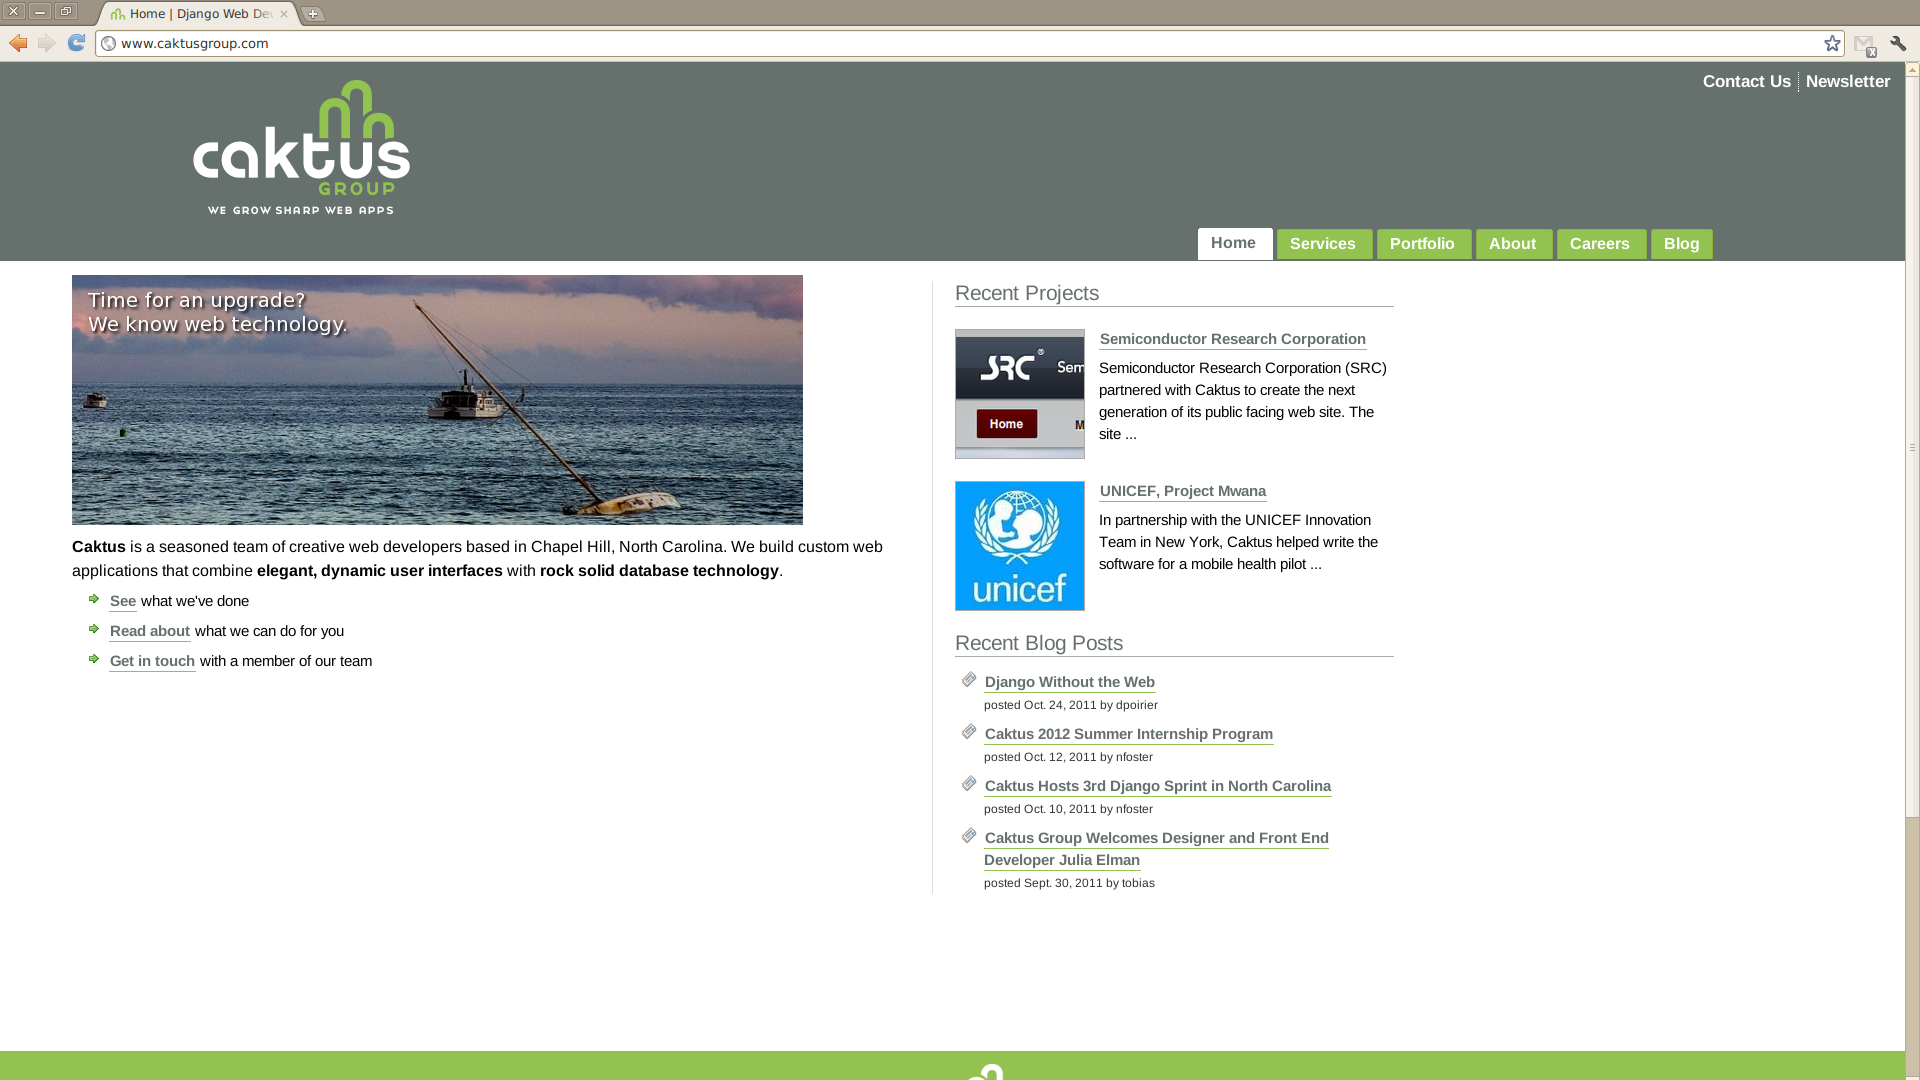 Home | Django Web De
www.caktusgroup.com
Contact Us
Newsletter
caktus
GROUP
WE GROW SHARP WEB APPS
Home
Services
Portfolio
About
Careers
Blog
Time for an upgrade?
We know web technology.
Caktus is a seasoned team of creative web developers based in Chapel Hill, North Carolina. We build custom web
applications that combine elegant, dynamic user interfaces with rock solid database technology.
See what we've done
Read about what we can do for you
Get in touch with a member of our team
Recent Projects
SRC® Sem
Home M
Semiconductor Research Corporation
Semiconductor Research Corporation (SRC)
partnered with Caktus to create the next
generation of its public facing web site. The
site ...
unicef
UNICEF, Project Mwana
In partnership with the UNICEF Innovation
Team in New York, Caktus helped write the
software for a mobile health pilot ...
Recent Blog Posts
Django Without the Web
posted Oct. 24, 2011 by dpoirier
Caktus 2012 Summer Internship Program
posted Oct. 12, 2011 by nfoster
Caktus Hosts 3rd Django Sprint in North Carolina
posted Oct. 10, 2011 by nfoster
Caktus Group Welcomes Designer and Front End
Developer Julia Elman
posted Sept. 30, 2011 by tobias